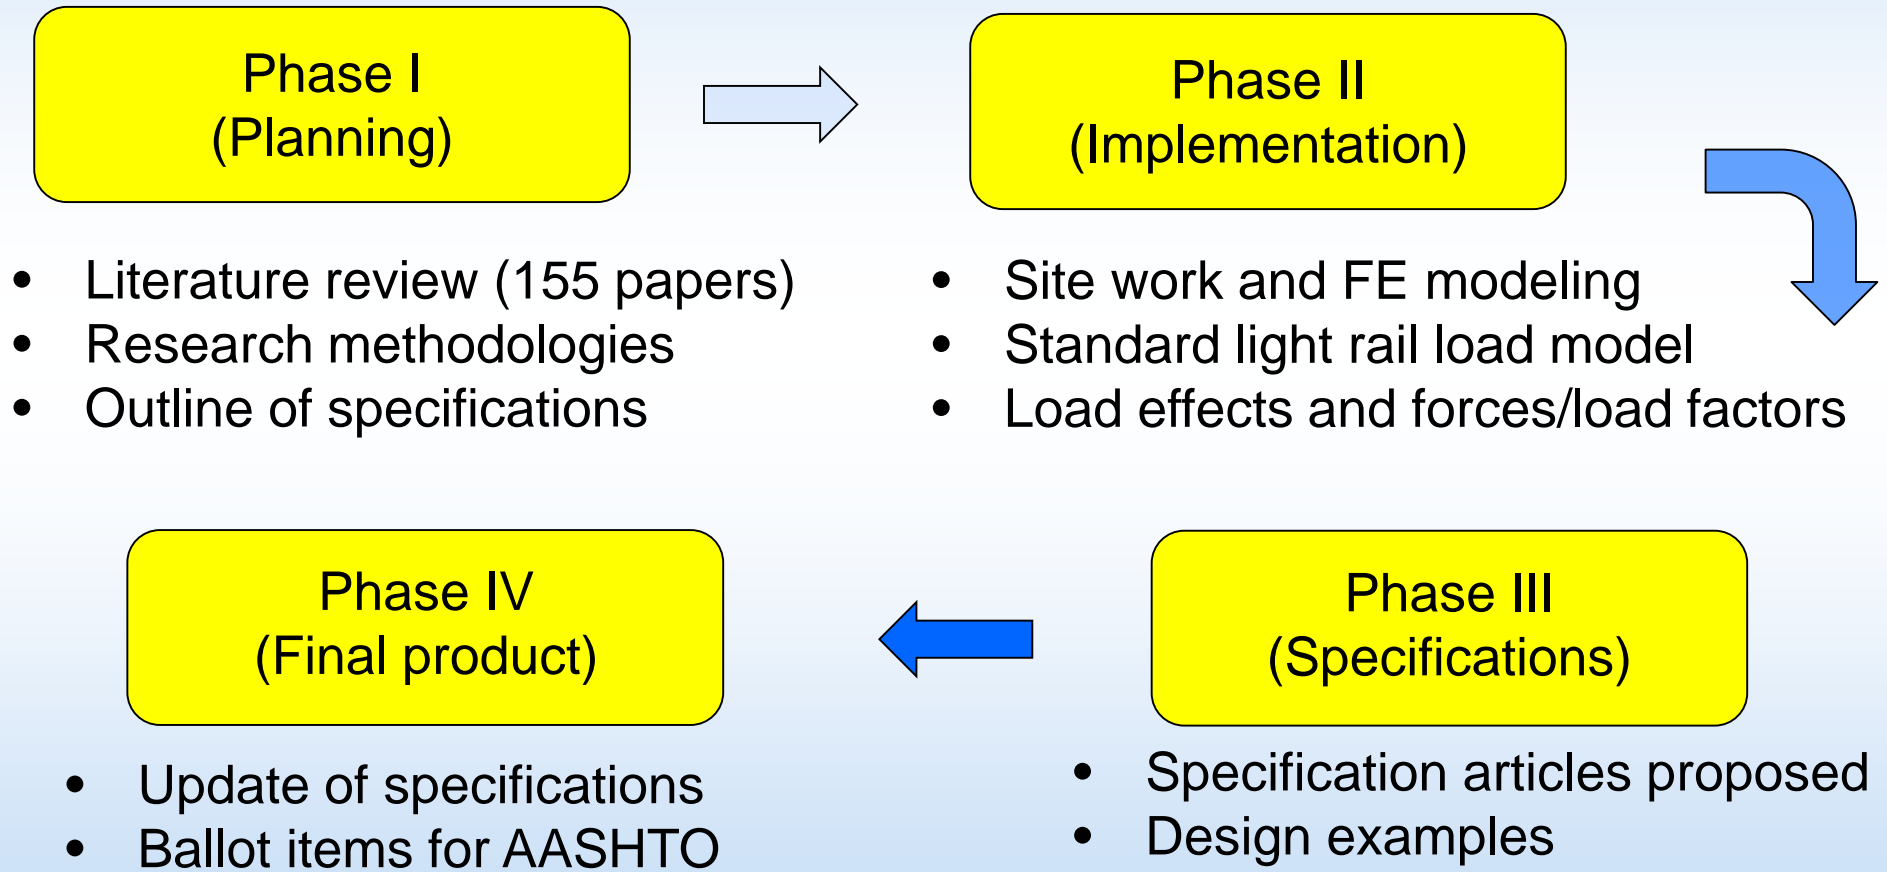 Phase I
(Planning)
• Literature review (155 papers)
• Research methodologies
• Outline of specifications
Phase II
(Implementation)
• Site work and FE modeling
• Standard light rail load model
• Load effects and forces/load factors
Phase III
(Specifications)
• Specification articles proposed
• Design examples
Phase IV
(Final product)
• Update of specifications
• Ballot items for AASHTO